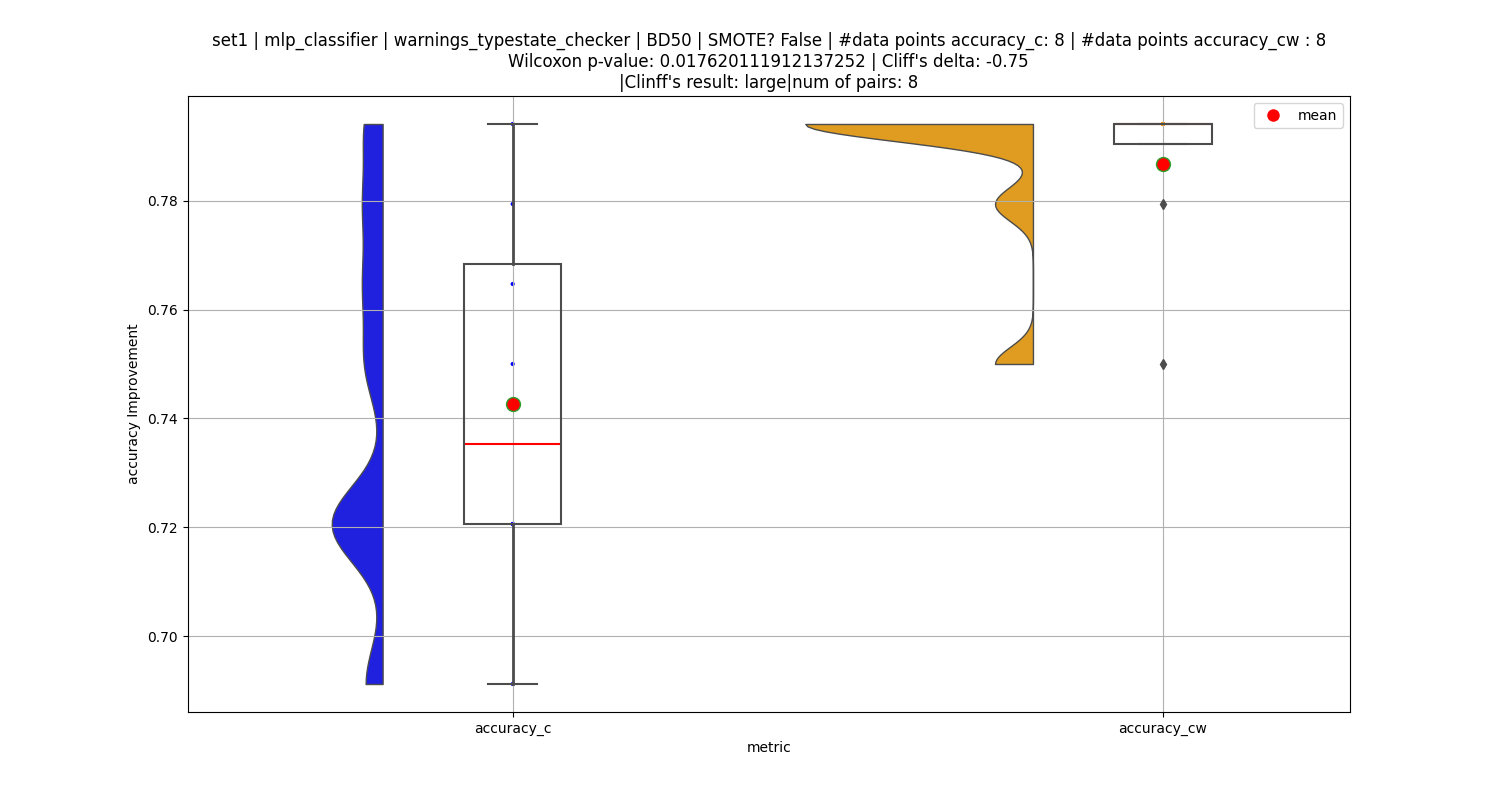 set1 | mlp_classifier | warnings_typestate_checker | BD50 | SMOTE? False | #data points accuracy_c: 8 | #data points accuracy_cw : 8
Wilcoxon p-value: 0.017620111912137252 | Cliff's delta: -0.75
|Clinff's result: large|num of pairs: 8
mean
0.78
0.76
0.74
0.72
0.70
accuracy Improvement
accuracy_c
accuracy_cw
metric